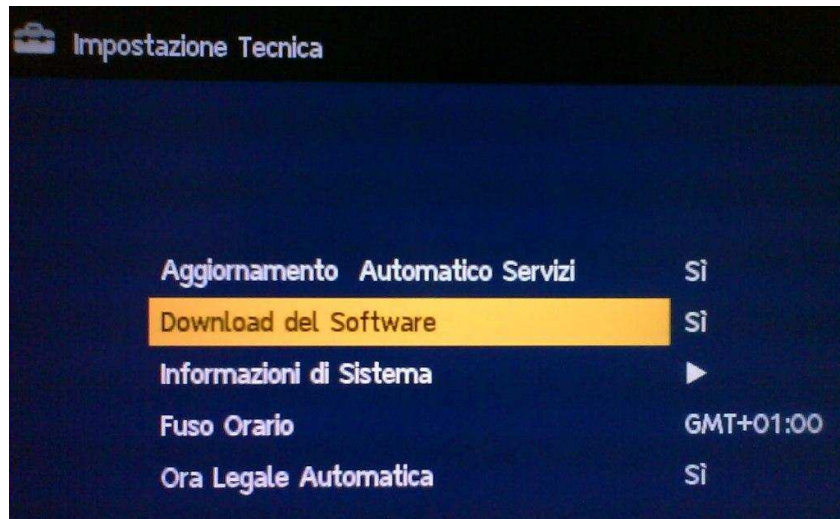 Impostazione Tecnica
Aggiornamento Automatico Servizi Sì
Download del Software Sì
Informazioni di Sistema ▶
Fuso Orario GMT+01:00
Ora Legale Automatica Sì